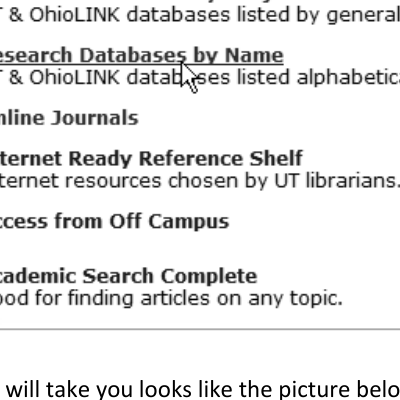 & OhioLINK databases listed by general
esearch Databases by Name
& OhioLINK databases listed alphabetic
nline Journals
ternet Ready Reference Shelf
ternet resources chosen by UT librarians.
ccess from Off Campus
cademic Search Complete
ood for finding articles on any topic.
will take you looks like the picture belo